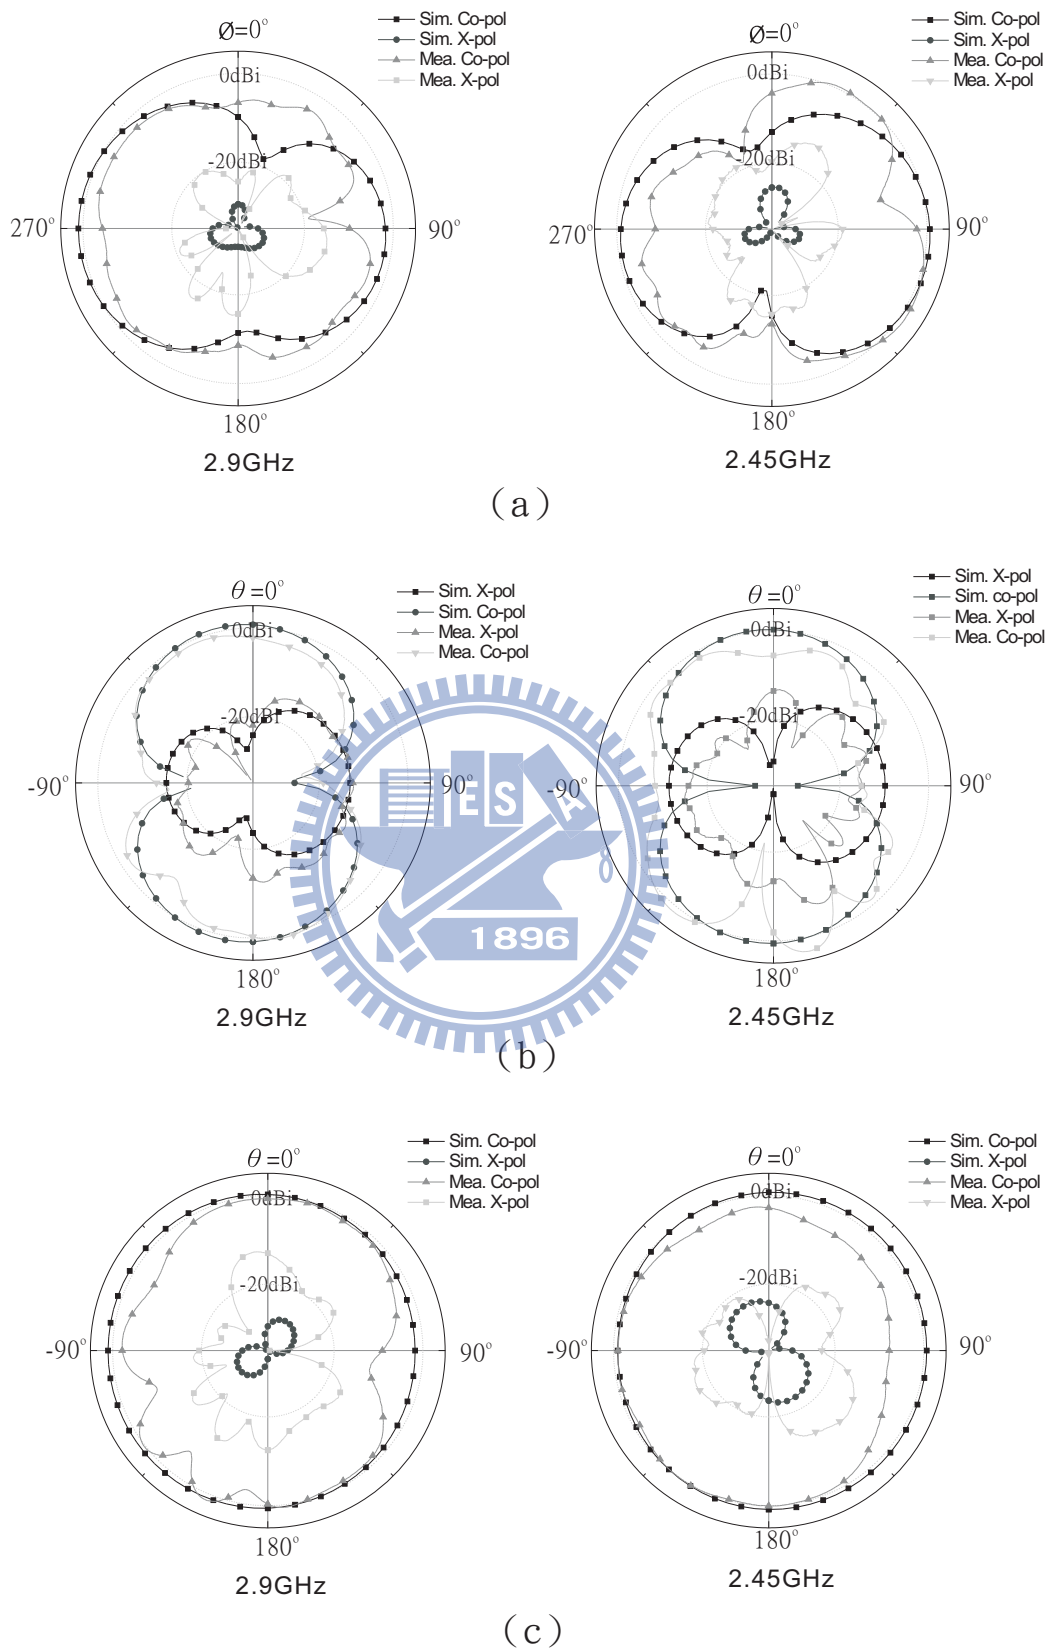 Sim. Co-pol
Sim. X-pol
Mea. Co-pol
Mea. X-pol
Ø=0°
0dBi
-20dBi
270°
90°
180°
2.9GHz
Sim. Co-pol
Sim. X-pol
Mea. Co-pol
Mea. X-pol
Ø=0°
0dBi
-20dBi
270°
90°
180°
2.45GHz
(a)
Sim. X-pol
Sim. Co-pol
Mea. X-pol
Mea. Co-pol
θ=0°
0dBi
-20dBi
-90°
90°
180°
2.9GHz
Sim. X-pol
Sim. co-pol
Mea. X-pol
Mea. Co-pol
θ=0°
0dBi
-20dBi
-90°
90°
180°
2.45GHz
E S A
1896
(b)
Sim. Co-pol
Sim. X-pol
Mea. Co-pol
Mea. X-pol
θ=0°
0dBi
-20dBi
-90°
90°
180°
2.9GHz
Sim. Co-pol
Sim. X-pol
Mea. Co-pol
Mea. X-pol
θ=0°
0dBi
-20dBi
-90°
90°
180°
2.45GHz
(c)